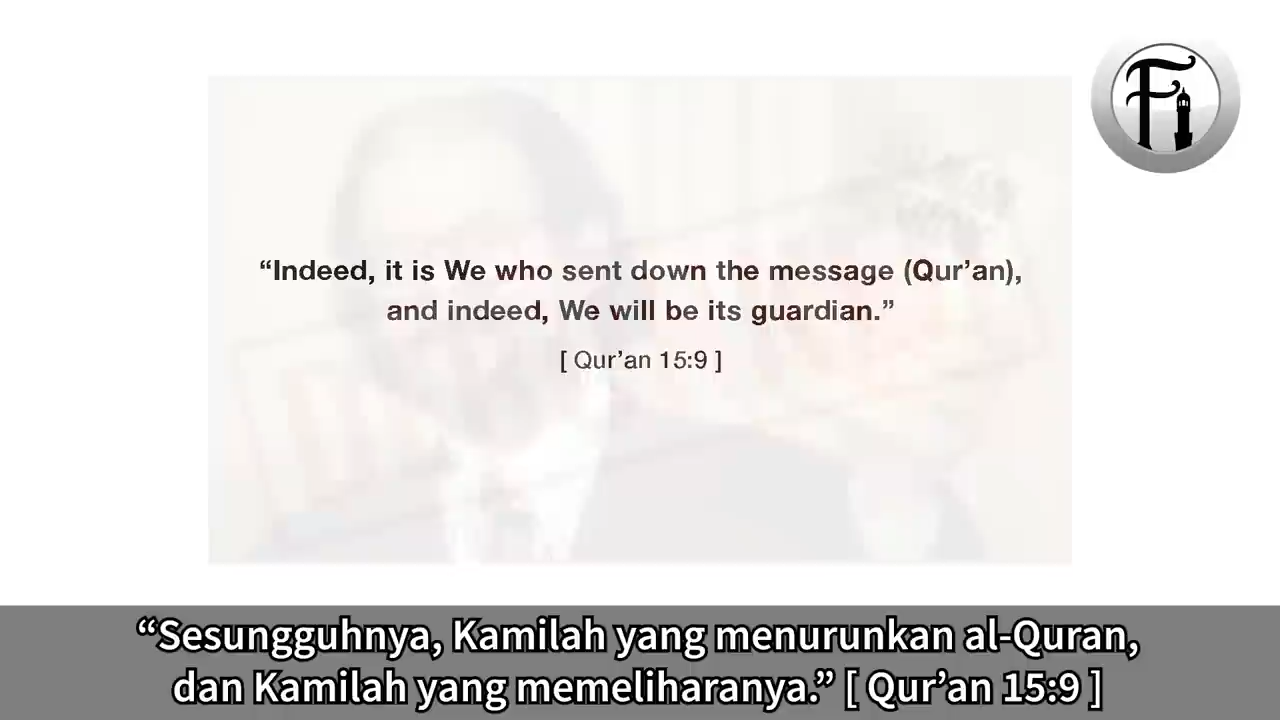 Fi
“Indeed, it is We who sent down the message (Qur’an),
and indeed, We will be its guardian.”
[ Qur’an 15:9 ]
“Sesungguhnya, Kamilah yang menurunkan al-Quran,
dan Kamilah yang memeliharanya.” [ Qur’an 15:9 ]